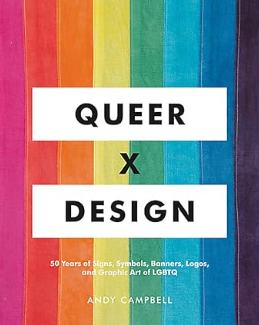 QUEER
X
DESIGN
50 Years of Signs, Symbols, Banners, Logos,
and Graphic Art of LGBTQ
ANDY CAMPBELL